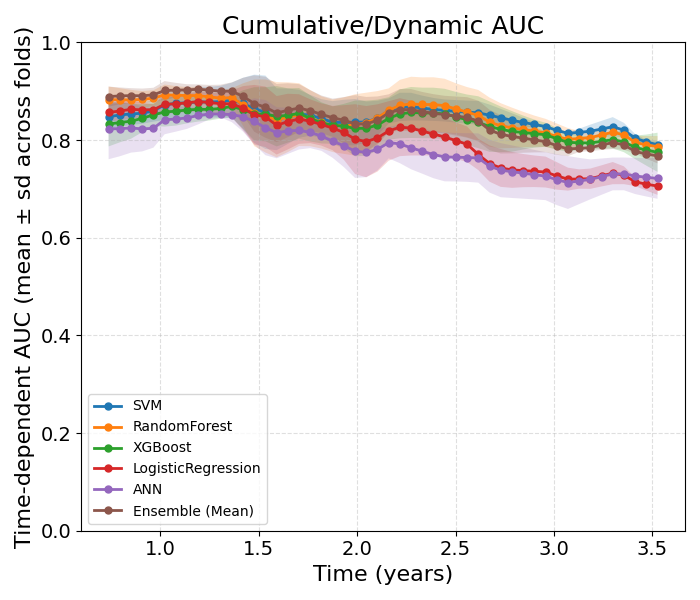 Cumulative/Dynamic AUC
Time-dependent AUC (mean ± sd across folds)
1.0
0.8
0.6
0.4
0.2
0.0
SVM
RandomForest
XGBoost
LogisticRegression
ANN
Ensemble (Mean)
1.0 1.5 2.0 2.5 3.0 3.5
Time (years)